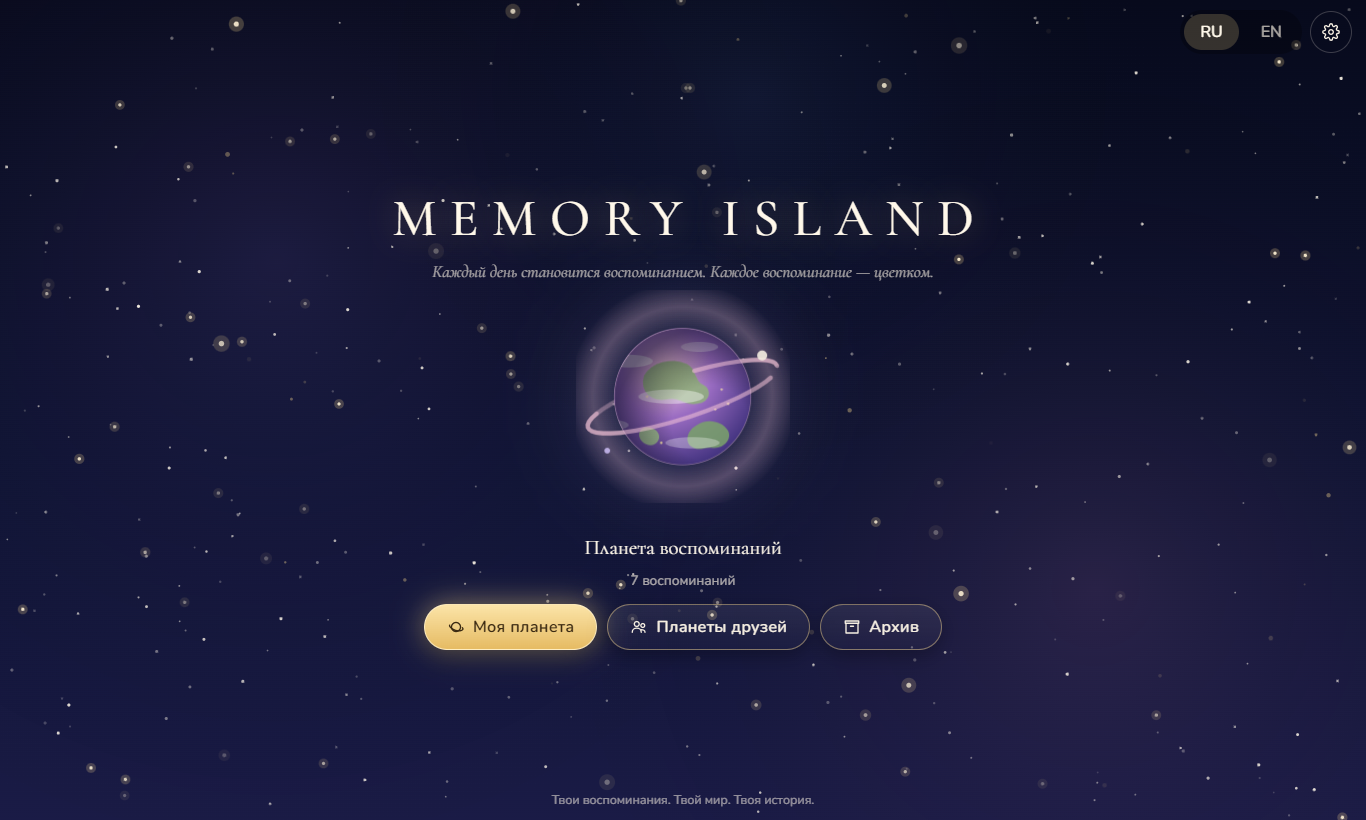 RU EN
MEMORY ISLAND
Каждый день становится воспоминанием. Каждое воспоминание — цветком.
Планета воспоминаний
7 воспоминаний
Моя планета
Планеты друзей
Архив
Твои воспоминания. Твой мир. Твоя история.